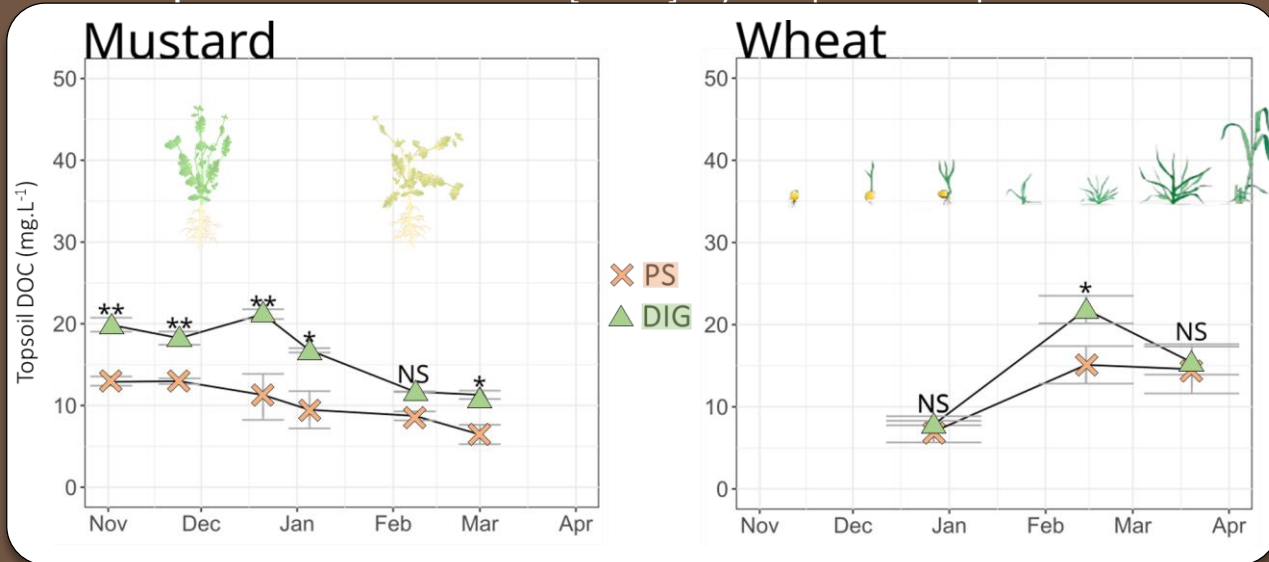 Mustard
Topsoil DOC (mg.L-1)
50
40
30
20
10
0
** ** ** * NS *
Nov Dec Jan Feb Mar Apr
PS
DIG
Wheat
50
40
30
20
10
0
NS * NS
Nov Dec Jan Feb Mar Apr